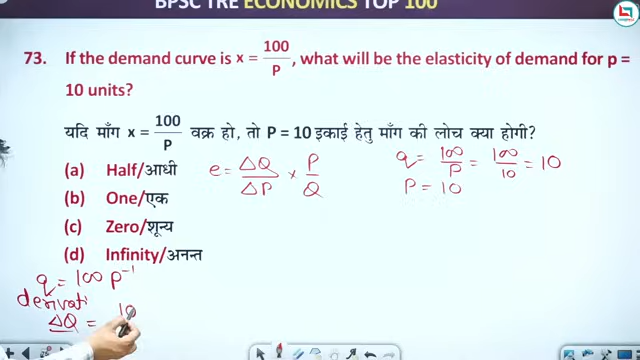 BPSC TRE ECONOMICS TOP 100
73. If the demand curve is x = 100/P, what will be the elasticity of demand for p = 10 units?
यदि माँग x = 100/P वक्र हो, तो P = 10 इकाई हेतु माँग की लोच क्या होगी?
(a) Half/आधी
(b) One/एक
(c) Zero/शून्य
(d) Infinity/अनन्त
e = ΔQ/ΔP × P/Q
q = 100/P = 100/10 = 10
P = 10
q = 100 P⁻¹
derivati
ΔQ = 10